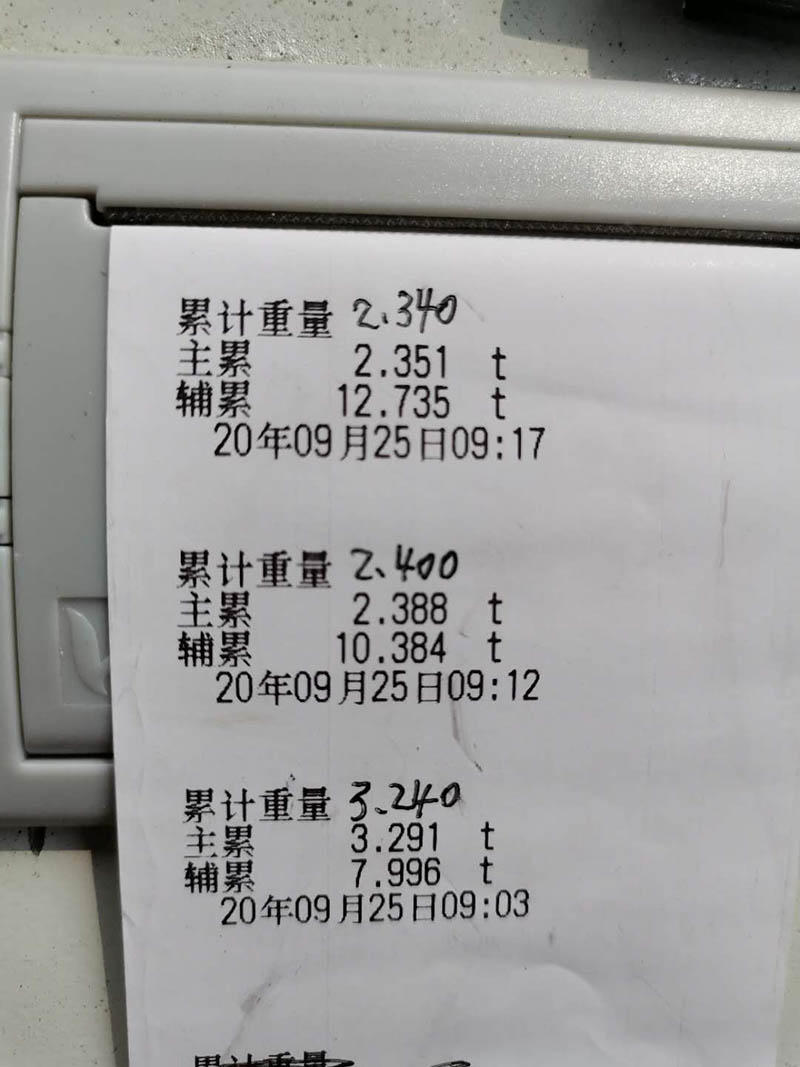 累计重量 2.340
主累 2.351 t
辅累 12.735 t
20年09月25日09:17
累计重量 2.400
主累 2.388 t
辅累 10.384 t
20年09月25日09:12
累计重量 3.240
主累 3.291 t
辅累 7.996 t
20年09月25日09:03
累计重量